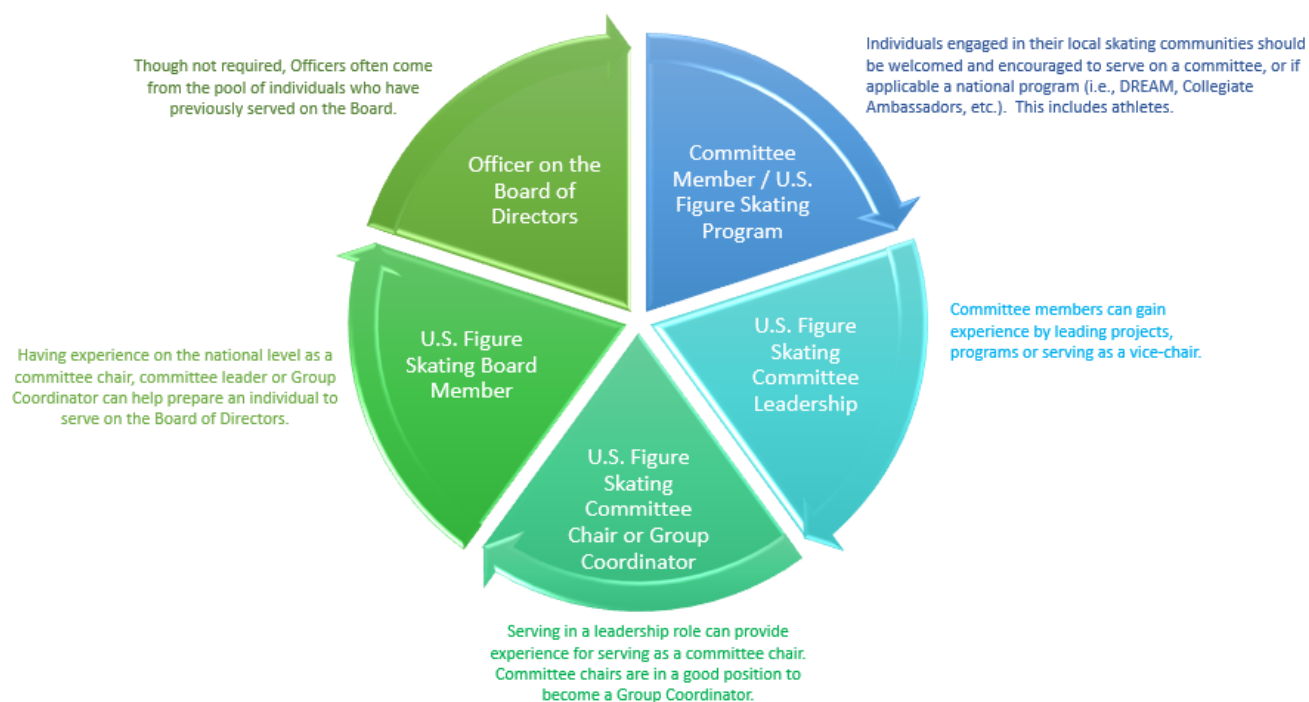 Individuals engaged in their local skating communities should
be welcomed and encouraged to serve on a committee, or if
applicable a national program (i.e., DREAM, Collegiate
Ambassadors, etc.).  This includes athletes.
Committee
Member / U.S.
Figure Skating
Program
Committee members can gain
experience by leading projects,
programs or serving as a vice-chair.
U.S. Figure
Skating
Committee
Leadership
U.S. Figure
Skating
Committee
Chair or Group
Coordinator
Serving in a leadership role can provide
experience for serving as a committee chair.
Committee chairs are in a good position to
become a Group Coordinator.
U.S. Figure
Skating Board
Member
Having experience on the national level as a
committee chair, committee leader or Group
Coordinator can help prepare an individual to
serve on the Board of Directors.
Officer on the
Board of
Directors
Though not required, Officers often come
from the pool of individuals who have
previously served on the Board.